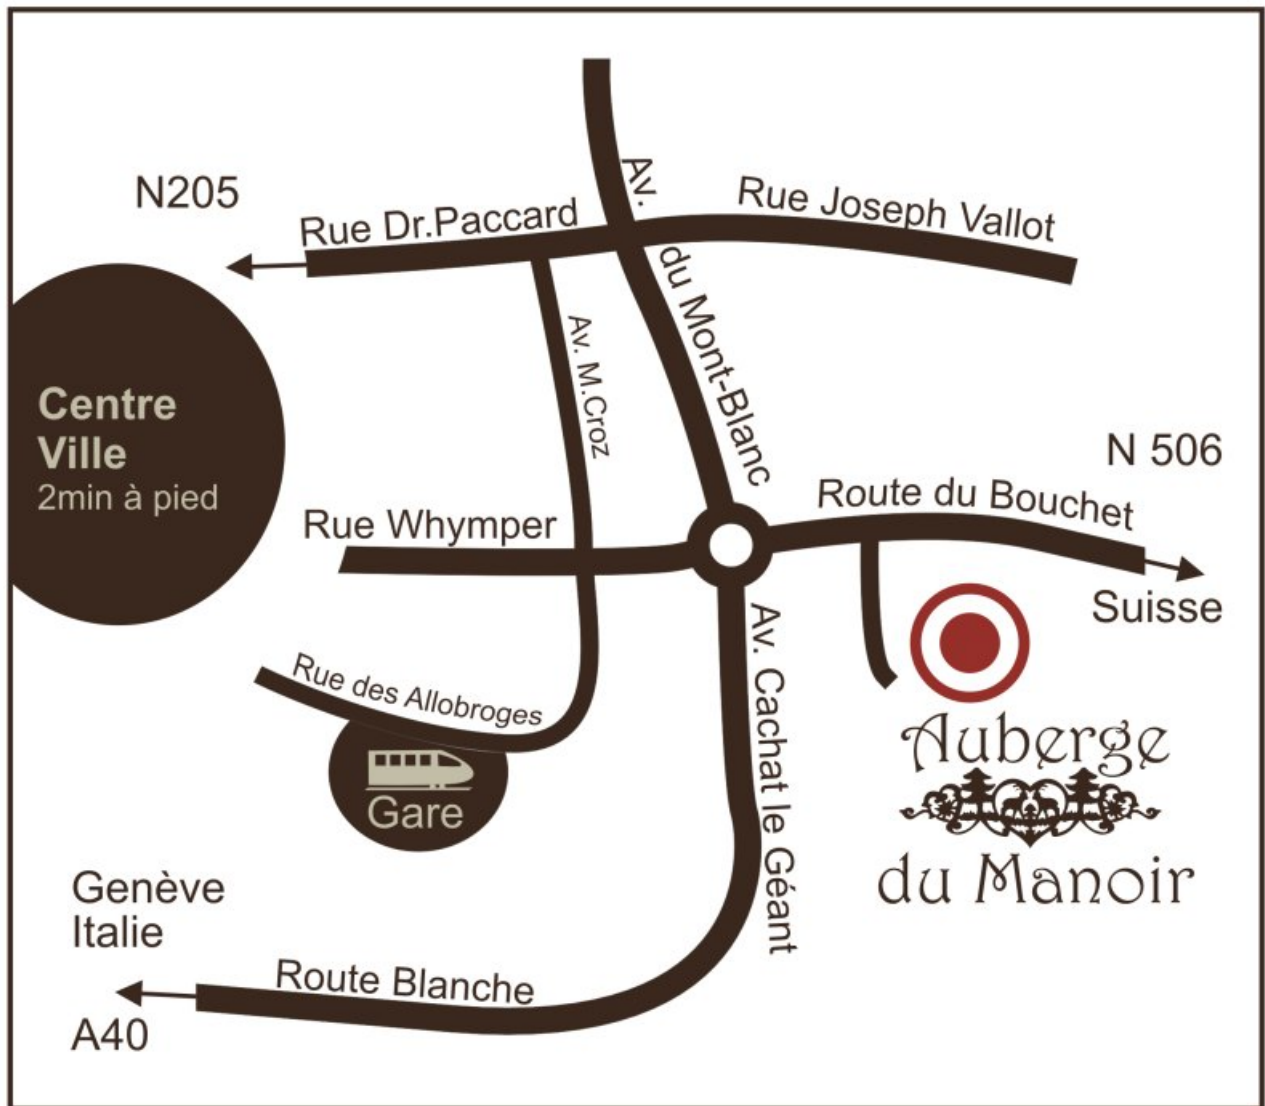 N205
Rue Dr.Paccard
Av. du Mont-Blanc
Rue Joseph Vallot
Av. M.Croz
Centre
Ville
2min à pied
N 506
Route du Bouchet
Rue Whymper
Suisse
Av. Cachat le Géant
Rue des Allobroges
Gare
Auberge
du Manoir
Genève
Italie
Route Blanche
A40